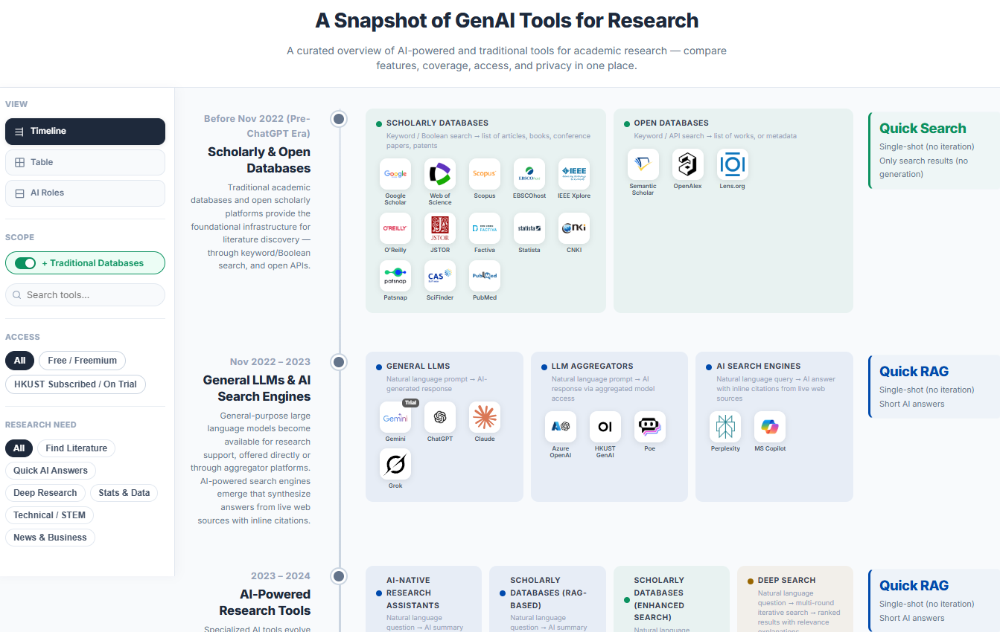 A Snapshot of GenAI Tools for Research
A curated overview of AI-powered and traditional tools for academic research — compare
features, coverage, access, and privacy in one place.
VIEW
Timeline
Table
AI Roles
SCOPE
+ Traditional Databases
Search tools...
ACCESS
All
Free / Freemium
HKUST Subscribed / On Trial
RESEARCH NEED
All
Find Literature
Quick AI Answers
Deep Research
Stats & Data
Technical / STEM
News & Business
Before Nov 2022 (Pre-
ChatGPT Era)
Scholarly & Open
Databases
Traditional academic
databases and open scholarly
platforms provide the
foundational infrastructure for
literature discovery —
through keyword/Boolean
search, and open APIs.
SCHOLARLY DATABASES
Keyword / Boolean search → list of articles, books, conference
papers, patents
Google
Scopus
EBSCOhost
IEEE
Google
Scholar
Web of
Science
Scopus
EBSCOhost
IEEE Xplore
O'REILLY
JSTOR
FACTIVA
statista
cnki
O'Reilly
JSTOR
Factiva
Statista
CNKI
patsnap
CAS
PubMed
Patsnap
SciFinder
PubMed
OPEN DATABASES
Keyword / API search → list of works, or metadata
Semantic
Scholar
OpenAlex
Lens.org
Quick Search
Single-shot (no iteration)
Only search results (no
generation)
Nov 2022 – 2023
General LLMs & AI
Search Engines
General-purpose large
language models become
available for research
support, offered directly or
through aggregator platforms.
AI-powered search engines
emerge that synthesize
answers from live web
sources with inline citations.
GENERAL LLMS
Natural language prompt → AI-
generated response
Trial
Gemini
Gemini
ChatGPT
Claude
Grok
LLM AGGREGATORS
Natural language prompt → AI
response via aggregated model
access
OI
Azure
OpenAI
HKUST
GenAI
Poe
AI SEARCH ENGINES
Natural language query → AI answer
with inline citations from live web
sources
Perplexity
MS Copilot
Quick RAG
Single-shot (no iteration)
Short AI answers
2023 – 2024
AI-Powered
Research Tools
Specialized AI tools evolve
AI-NATIVE
RESEARCH
ASSISTANTS
Natural language
question → AI summary
SCHOLARLY
DATABASES (RAG-
BASED)
Natural language
question → AI summary
SCHOLARLY
DATABASES
(ENHANCED
SEARCH)
Natural language
DEEP SEARCH
Natural language
question → multi-round
iterative search → ranked
results with relevance
explanations
Quick RAG
Single-shot (no iteration)
Short AI answers